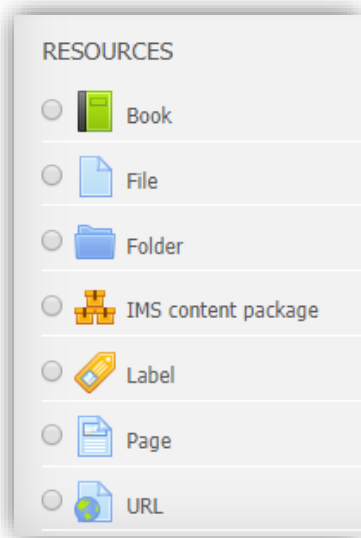 RESOURCES
Book
File
Folder
IMS content package
Label
Page
URL